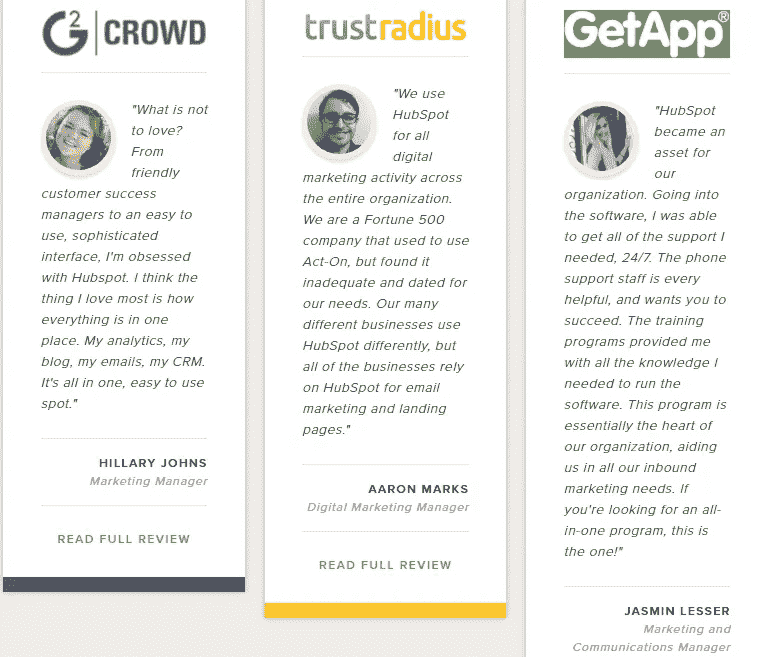 G2 | CROWD
"What is not
to love?
From
friendly
customer success
managers to an easy to
use, sophisticated
interface, I'm obsessed
with Hubspot. I think the
thing I love most is how
everything is in one
place. My analytics, my
blog, my emails, my CRM.
It's all in one, easy to use
spot."
HILLARY JOHNS
Marketing Manager
READ FULL REVIEW
trustradius
"We use
HubSpot
for all
digital
marketing activity across
the entire organization.
We are a Fortune 500
company that used to use
Act-On, but found it
inadequate and dated for
our needs. Our many
different businesses use
HubSpot differently, but
all of the businesses rely
on HubSpot for email
marketing and landing
pages."
AARON MARKS
Digital Marketing Manager
READ FULL REVIEW
GetApp®
"HubSpot
became an
asset for
our
organization. Going into
the software, I was able
to get all of the support I
needed, 24/7. The phone
support staff is every
helpful, and wants you to
succeed. The training
programs provided me
with all the knowledge I
needed to run the
software. This program is
essentially the heart of
our organization, aiding
us in all our inbound
marketing needs. If
you're looking for an all-
in-one program, this is
the one!"
JASMIN LESSER
Marketing and
Communications Manager